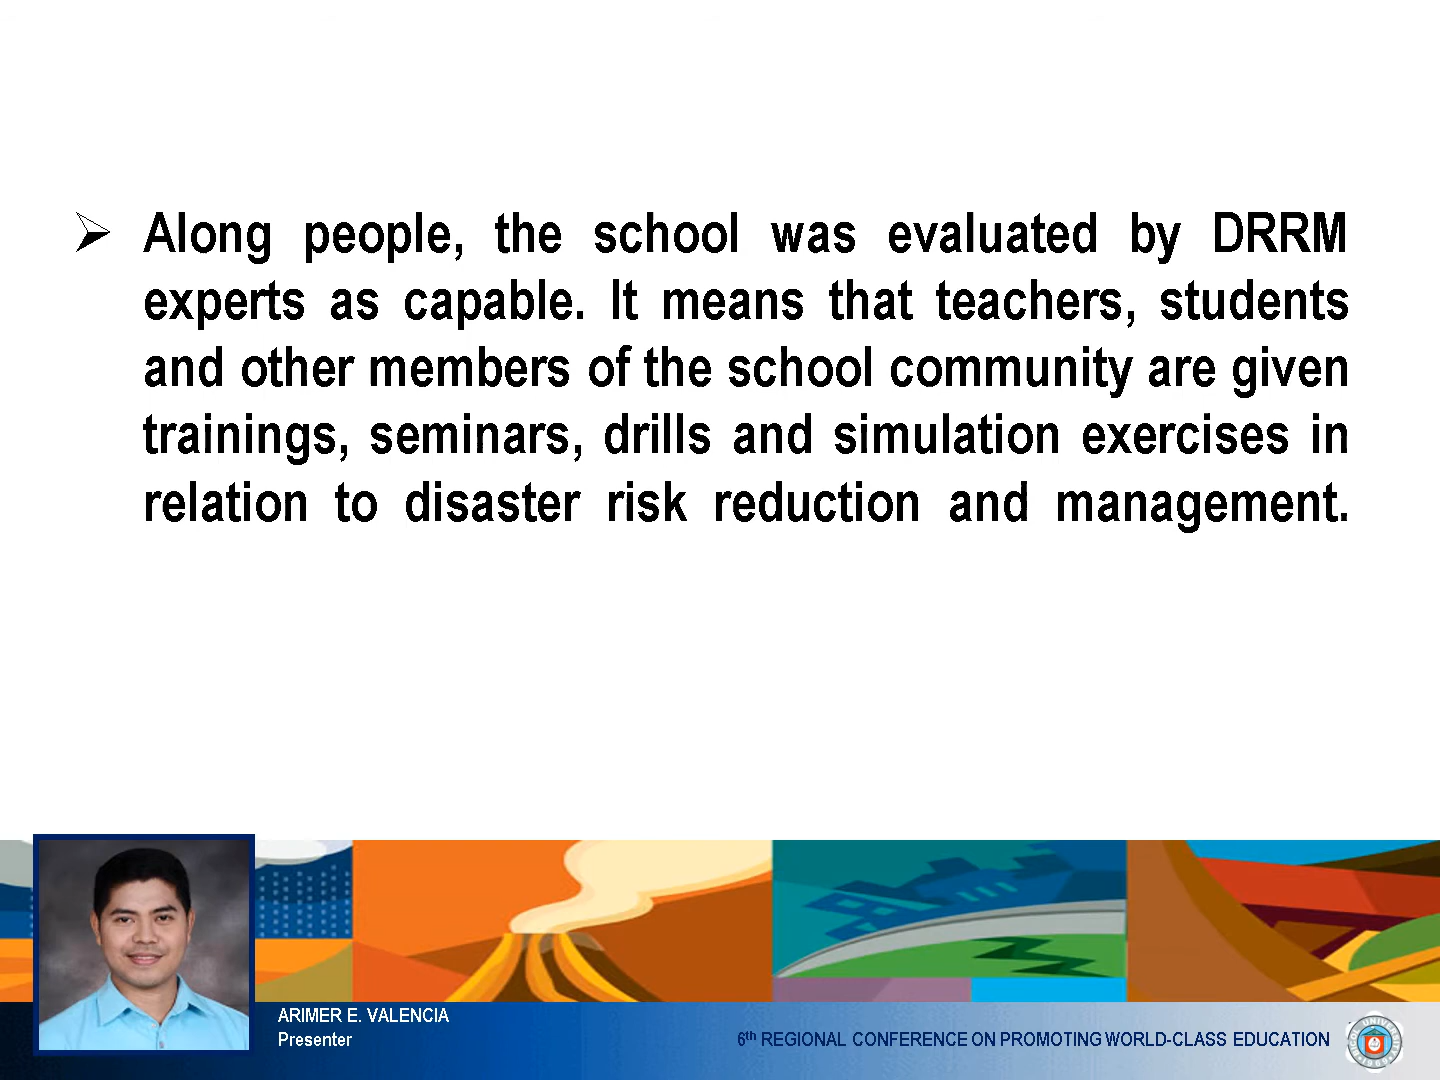 Along people, the school was evaluated by DRRM
experts as capable. It means that teachers, students
and other members of the school community are given
trainings, seminars, drills and simulation exercises in
relation to disaster risk reduction and management.
ARIMER E. VALENCIA
Presenter
6th REGIONAL CONFERENCE ON PROMOTING WORLD-CLASS EDUCATION